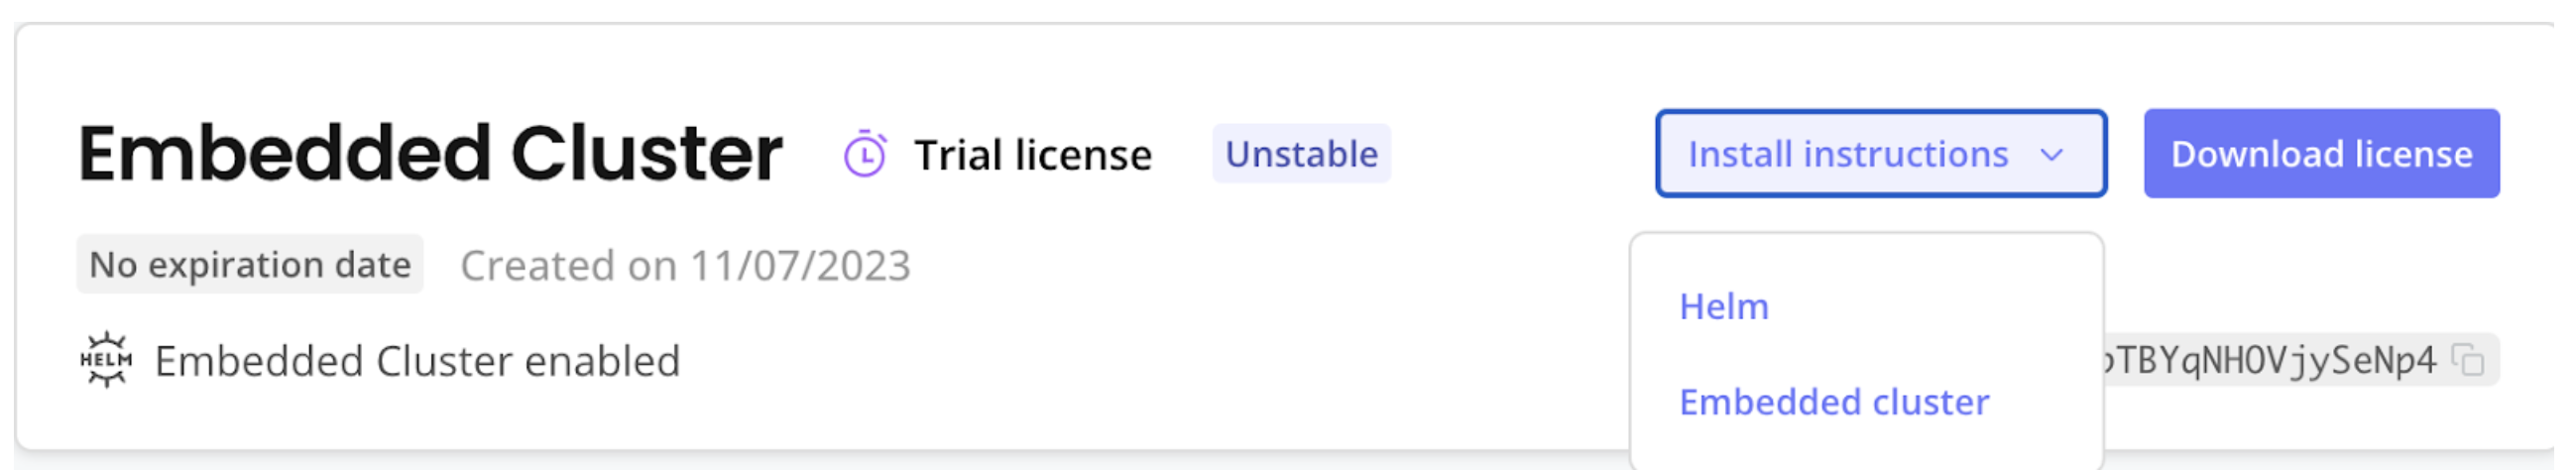 Embedded Cluster Trial license Unstable Install instructions Download license
No expiration date Created on 11/07/2023
Helm
HELM Embedded Cluster enabled TBYqNHOVjySeNp4
Embedded cluster